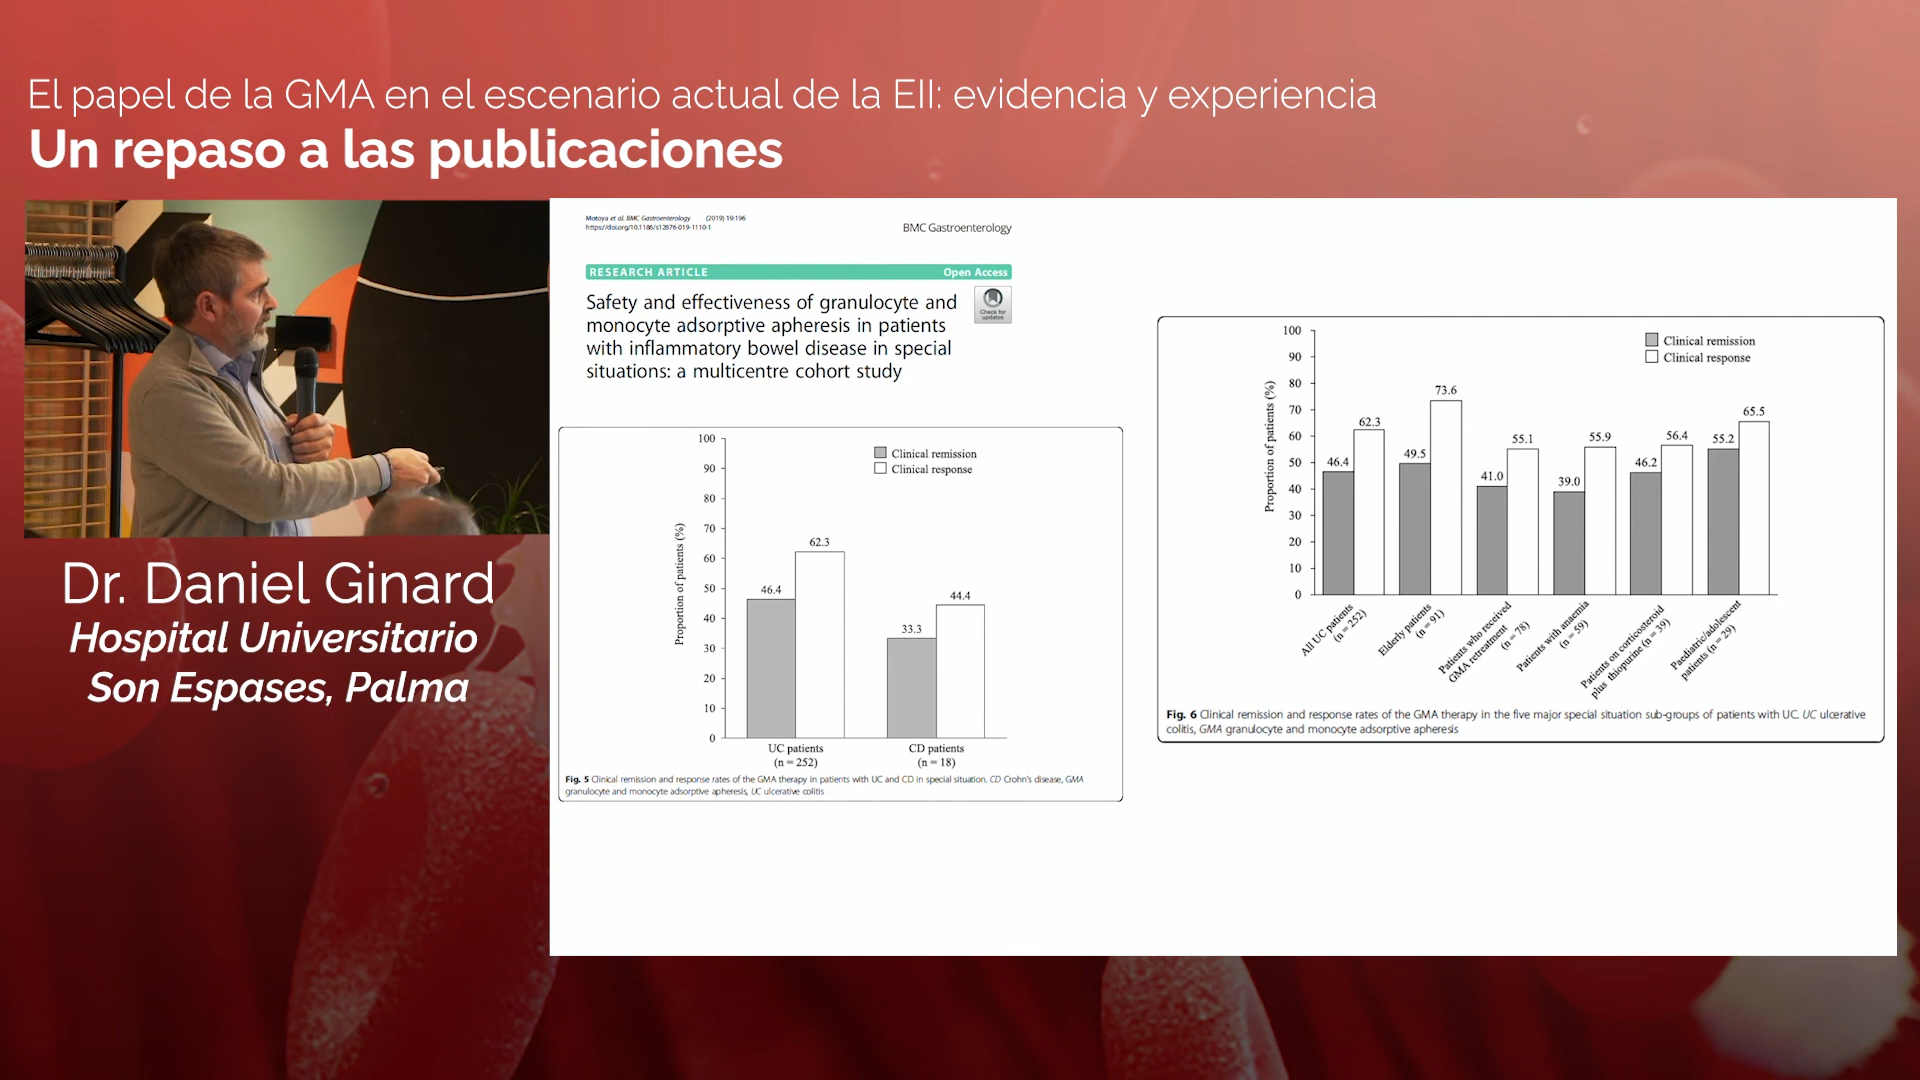 El papel de la GMA en el escenario actual de la EII: evidencia y experiencia
Un repaso a las publicaciones
Dr. Daniel Ginard
Hospital Universitario
Son Espases, Palma
Motoya et al. BMC Gastroenterology (2019) 19:196
https://doi.org/10.1186/s12876-019-1110-1
BMC Gastroenterology
RESEARCH ARTICLE Open Access
Safety and effectiveness of granulocyte and
monocyte adsorptive apheresis in patients
with inflammatory bowel disease in special
situations: a multicentre cohort study
Check for
updates
Proportion of patients (%)
100
90
80
70
60
50
40
30
20
10
0
Clinical remission
Clinical response
46.4
62.3
33.3
44.4
UC patients
(n = 252)
CD patients
(n = 18)
Fig. 5 Clinical remission and response rates of the GMA therapy in patients with UC and CD in special situation. CD Crohn's disease, GMA
granulocyte and monocyte adsorptive apheresis, UC ulcerative colitis
Proportion of patients (%)
100
90
80
70
60
50
40
30
20
10
0
Clinical remission
Clinical response
46.4
62.3
49.5
73.6
41.0
55.1
39.0
55.9
46.2
56.4
55.2
65.5
All UC patients
(n = 252)
Elderly patients
(n = 91)
Patients who received
GMA retreatment
(n = 78)
Patients with anaemia
(n = 59)
Patients on corticosteroid
plus thiopurine (n = 39)
Paediatric/adolescent
patients (n = 29)
Fig. 6 Clinical remission and response rates of the GMA therapy in the five major special situation sub-groups of patients with UC. UC ulcerative
colitis, GMA granulocyte and monocyte adsorptive apheresis